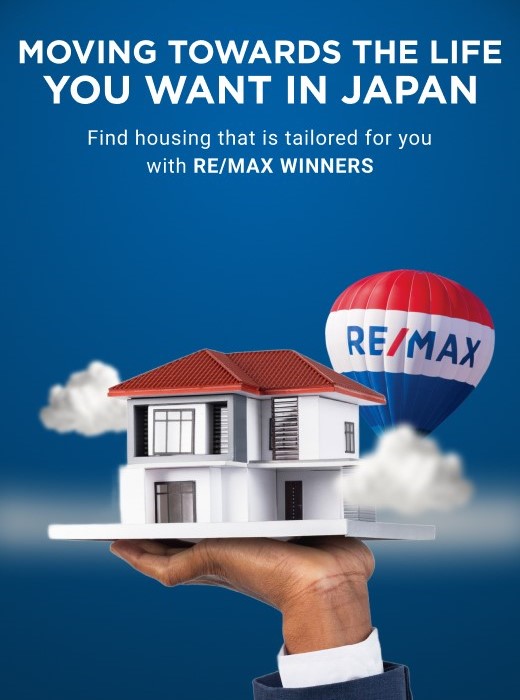 MOVING TOWARDS THE LIFE
YOU WANT IN JAPAN
Find housing that is tailored for you
with RE/MAX WINNERS
RE/MAX